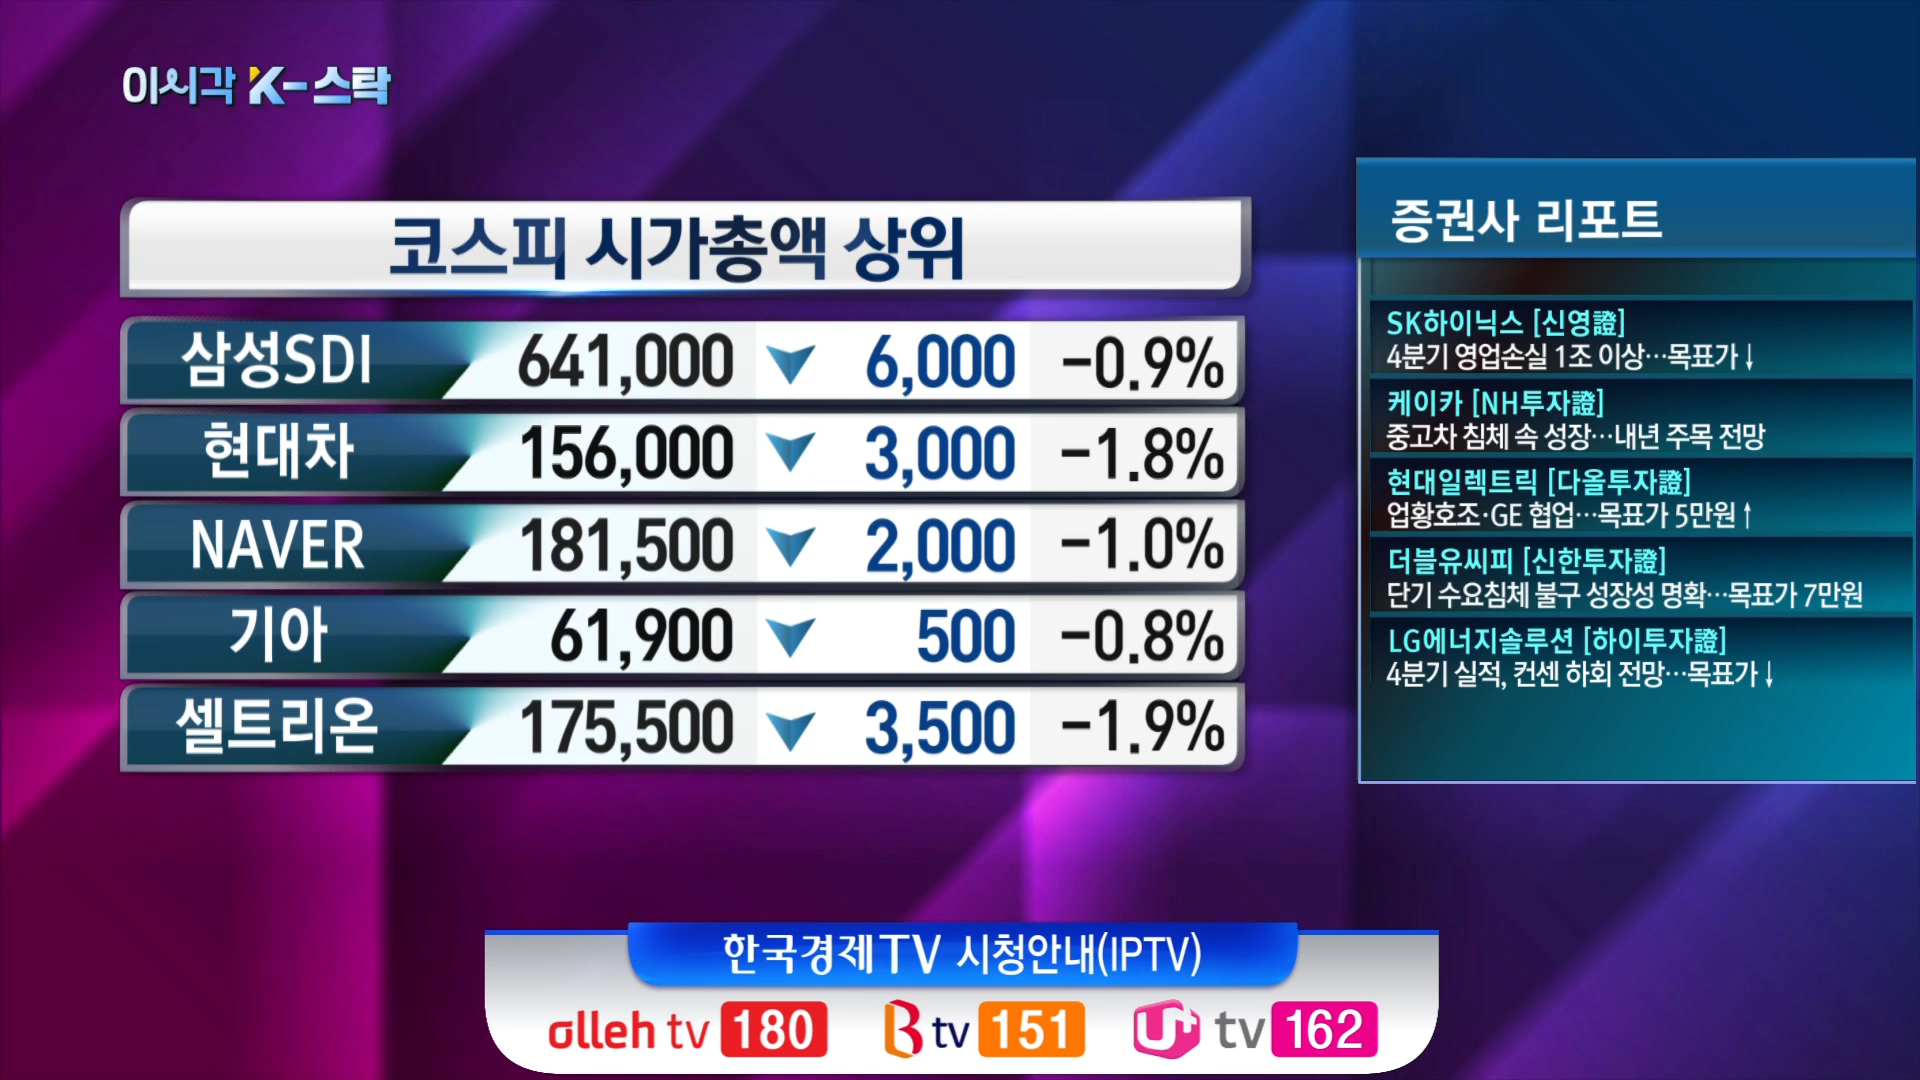 이시각 K-스탁
코스피 시가총액 상위
삼성SDI 641,000 ▼ 6,000 -0.9%
현대차 156,000 ▼ 3,000 -1.8%
NAVER 181,500 ▼ 2,000 -1.0%
기아 61,900 ▼ 500 -0.8%
셀트리온 175,500 ▼ 3,500 -1.9%
증권사 리포트
SK하이닉스 [신영證]
4분기 영업손실 1조 이상…목표가↓
케이카 [NH투자證]
중고차 침체 속 성장…내년 주목 전망
현대일렉트릭 [다올투자證]
업황호조·GE 협업…목표가 5만원↑
더블유씨피 [신한투자證]
단기 수요침체 불구 성장성 명확…목표가 7만원
LG에너지솔루션 [하이투자證]
4분기 실적, 컨센 하회 전망…목표가↓
한국경제TV 시청안내(IPTV)
olleh tv 180 B tv 151 U+ tv 162